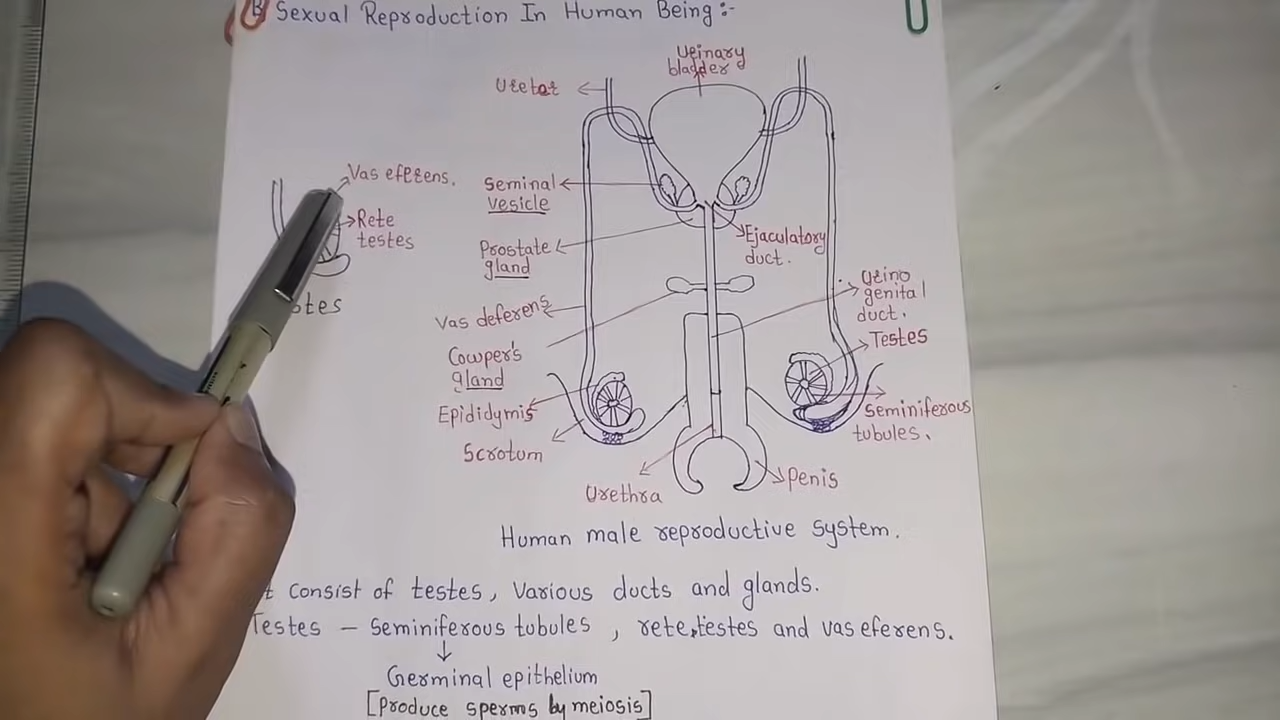 B Sexual Reproduction In Human Being :-
Urinary
bladder
Uretor
Vas eferens.
Seminal
vesicle
Rete
testes
Ejaculatory
duct.
Prostate
gland
Urino
genital
duct.
Vas deferens
Testes
Cowper's
gland
Epididymis
Seminiferous
tubules.
Scrotum
Penis
Urethra
Human male reproductive system.
consist of testes, Various ducts and glands.
Testes – Seminiferous tubules , rete testes and vas eferens.
Germinal epithelium
[Produce sperms by meiosis]